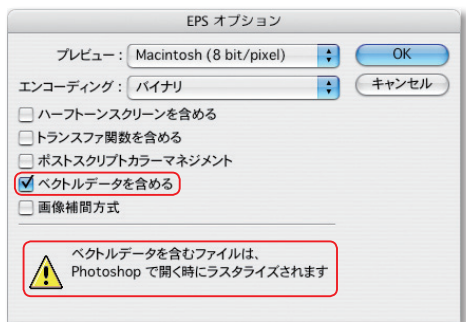 EPS オプション
プレビュー : Macintosh (8 bit/pixel) OK
エンコーディング : バイナリ キャンセル
ハーフトーンスクリーンを含める
トランスファ関数を含める
ポストスクリプトカラーマネジメント
ベクトルデータを含める
画像補間方式
ベクトルデータを含むファイルは、
Photoshop で開く時にラスタライズされます